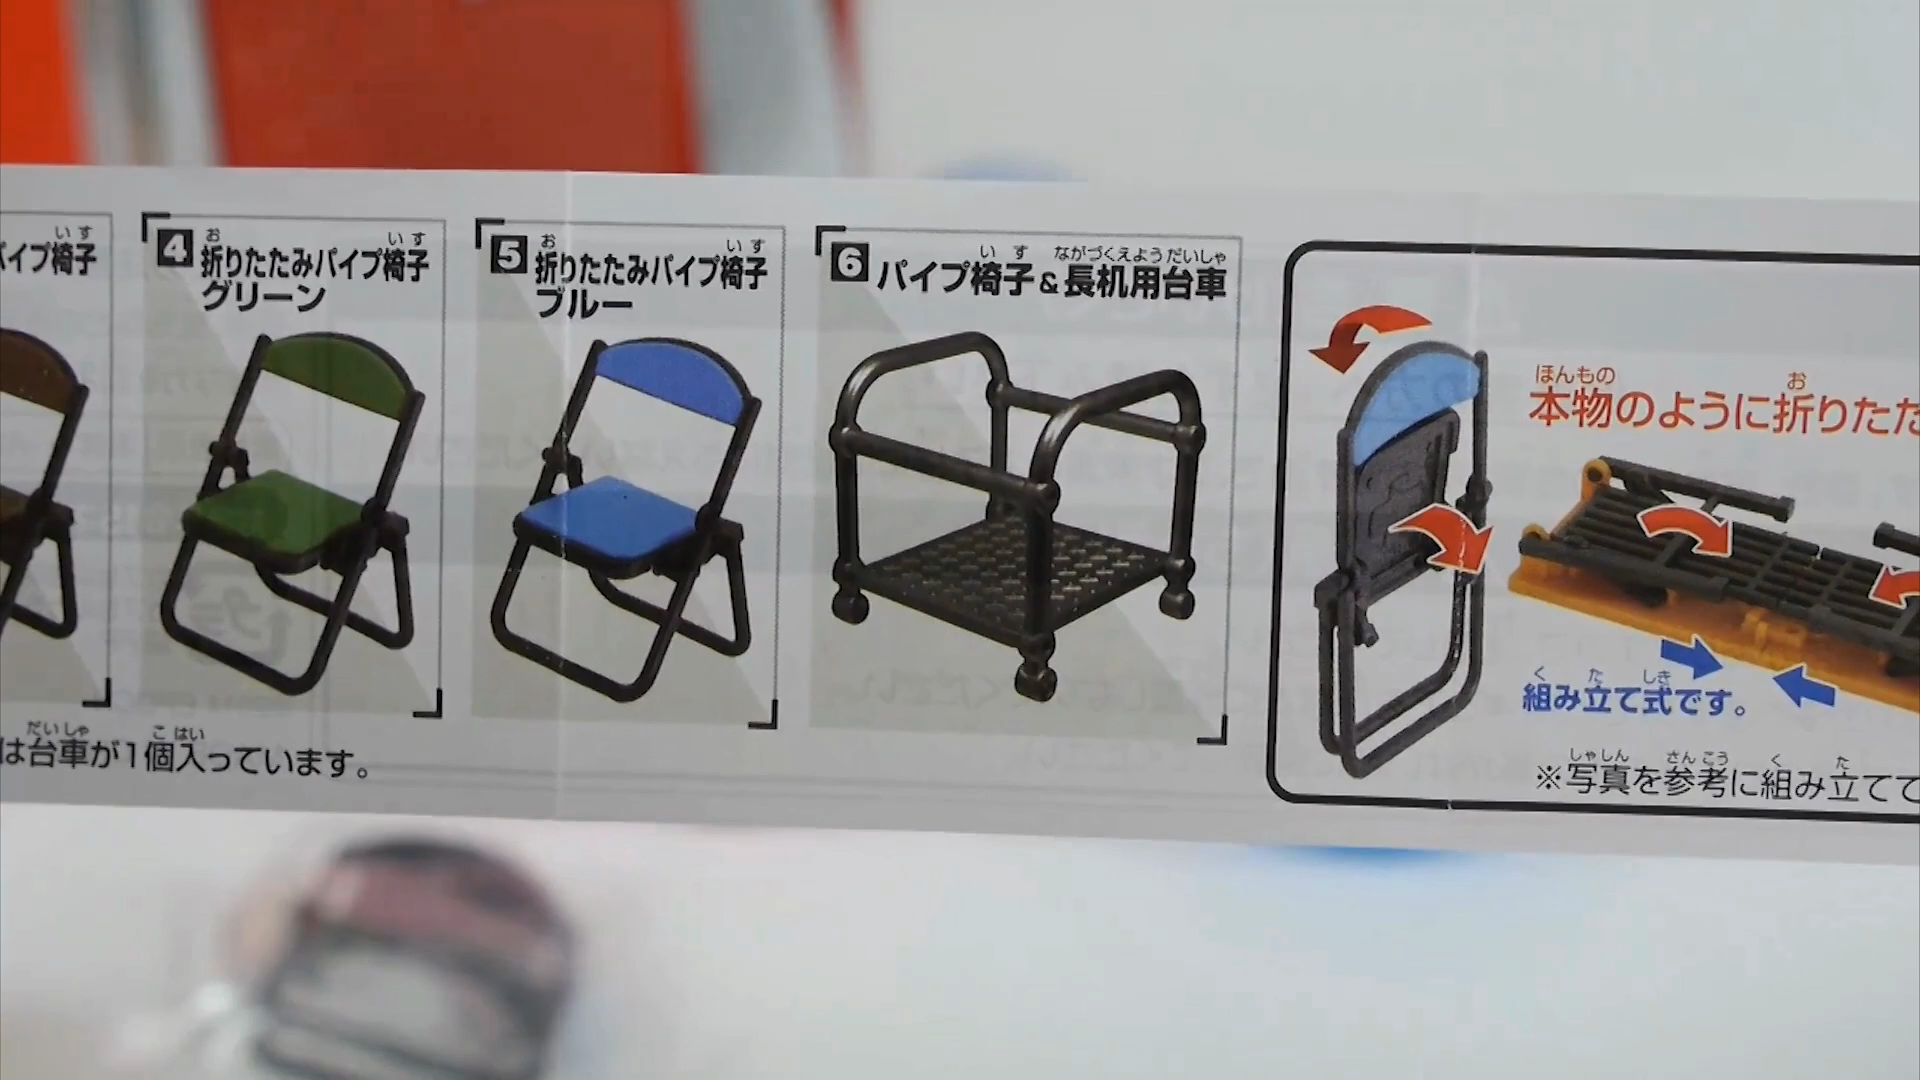 パイプ椅子
いす
4 折りたたみパイプ椅子
お いす
グリーン
5 折りたたみパイプ椅子
お いす
ブルー
6 パイプ椅子&長机用台車
いす ながづくえようだいしゃ
は台車が1個入っています。
だいしゃ こ はい
ほんもの お
本物のように折りたた
く た しき
組み立て式です。
しゃしん さんこう く た
※写真を参考に組み立てて